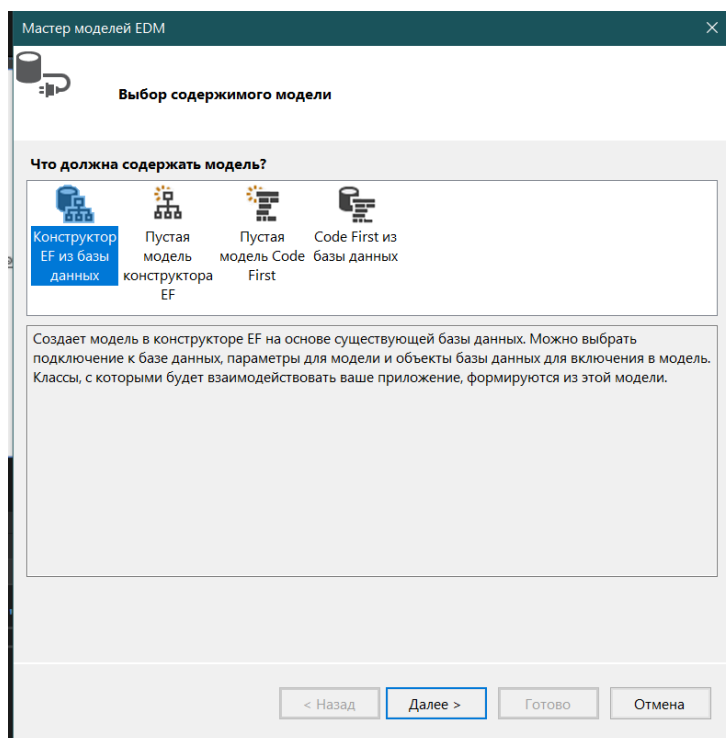 Мастер моделей EDM
Выбор содержимого модели
Что должна содержать модель?
Конструктор EF из базы данных
Пустая модель конструктора EF
Пустая модель Code First
Code First из базы данных
Создает модель в конструкторе EF на основе существующей базы данных. Можно выбрать
подключение к базе данных, параметры для модели и объекты базы данных для включения в модель.
Классы, с которыми будет взаимодействовать ваше приложение, формируются из этой модели.
< Назад
Далее >
Готово
Отмена